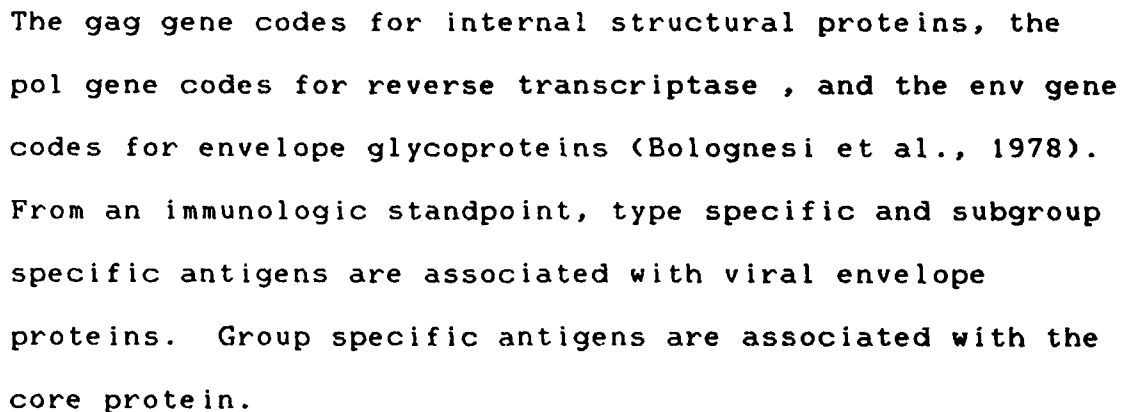 The gag gene codes for internal structural proteins, the
pol gene codes for reverse transcriptase , and the env gene
codes for envelope glycoproteins (Bolognesi et al., 1978).
From an immunologic standpoint, type specific and subgroup
specific antigens are associated with viral envelope
proteins.  Group specific antigens are associated with the
core protein.